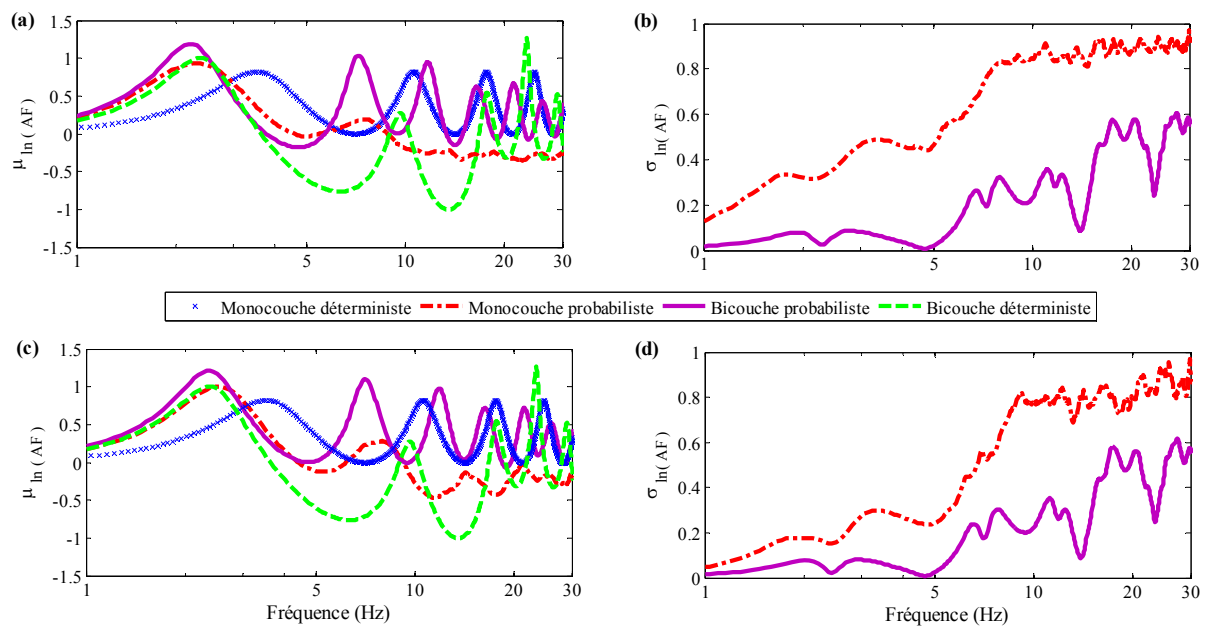 (a)
1.5
1
0.5
0
-0.5
-1
-1.5
μ ln( AF )
1 5 10 20 30
(b)
1
0.8
0.6
0.4
0.2
0
σ ln( AF )
1 5 10 20 30
Monocouche déterministe Monocouche probabiliste Bicouche probabiliste Bicouche déterministe
(c)
1.5
1
0.5
0
-0.5
-1
-1.5
μ ln( AF )
1 5 10 20 30
Fréquence (Hz)
(d)
1
0.8
0.6
0.4
0.2
0
σ ln( AF )
1 5 10 20 30
Fréquence (Hz)